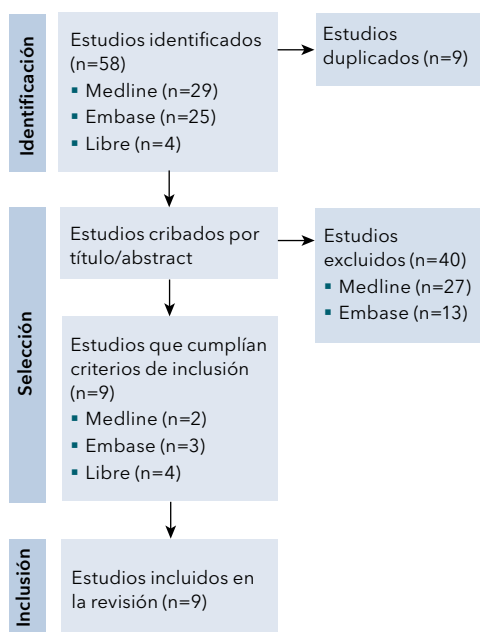 Identificación
Estudios identificados
(n=58)
▪ Medline (n=29)
▪ Embase (n=25)
▪ Libre (n=4)
Estudios
duplicados (n=9)
Selección
Estudios cribados por
título/abstract
Estudios
excluidos (n=40)
▪ Medline (n=27)
▪ Embase (n=13)
Estudios que cumplían
criterios de inclusión
(n=9)
▪ Medline (n=2)
▪ Embase (n=3)
▪ Libre (n=4)
Inclusión
Estudios incluidos en
la revisión (n=9)